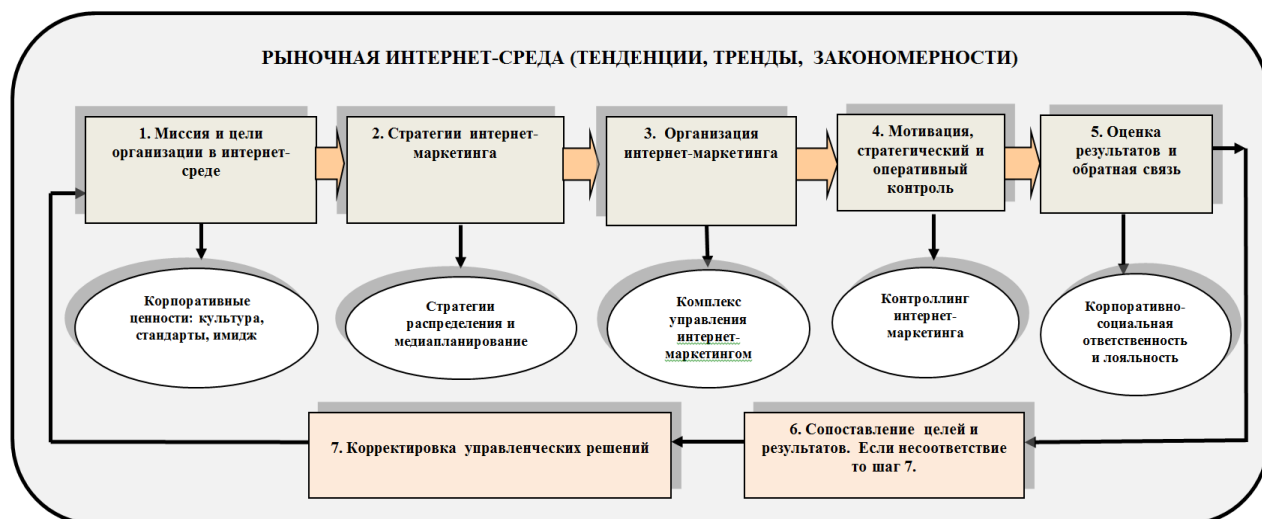 РЫНОЧНАЯ ИНТЕРНЕТ-СРЕДА (ТЕНДЕНЦИИ, ТРЕНДЫ, ЗАКОНОМЕРНОСТИ)
1. Миссия и цели
организации в интернет-
среде
2. Стратегии интернет-
маркетинга
3. Организация
интернет-маркетинга
4. Мотивация,
стратегический и
оперативный
контроль
5. Оценка
результатов и
обратная связь
Корпоративные
ценности: культура,
стандарты, имидж
Стратегии
распределения и
медиапланирование
Комплекс
управления
интернет-
маркетингом
Контроллинг
интернет-
маркетинга
Корпоративно-
социальная
ответственность
и лояльность
7. Корректировка управленческих решений
6. Сопоставление целей и
результатов. Если несоответствие
то шаг 7.